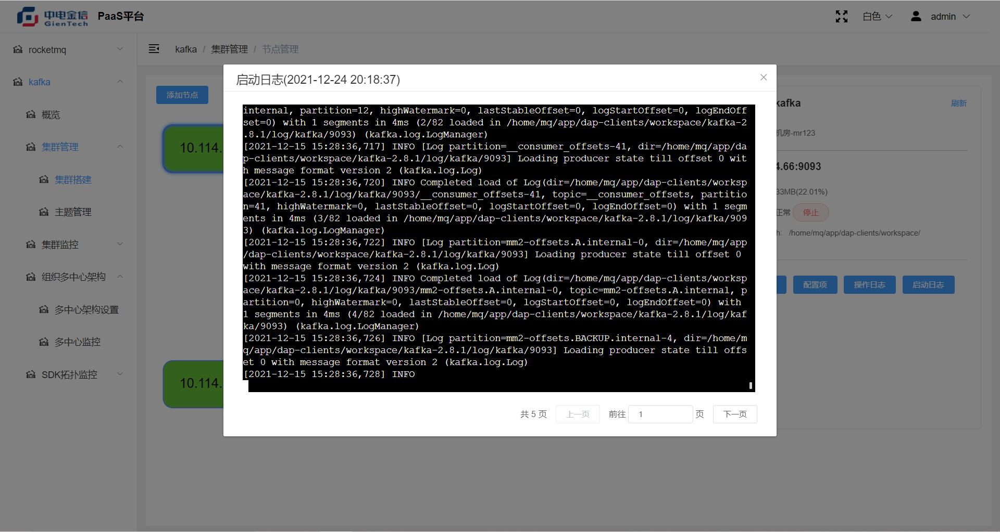 中电金信
GienTech
PaaS平台
白色
admin
rocketmq
kafka
概览
集群管理
集群搭建
主题管理
集群监控
组织多中心架构
多中心架构设置
多中心监控
SDK拓扑监控
kafka / 集群管理 / 节点管理
添加节点
10.114.
10.114.
启动日志(2021-12-24 20:18:37)
internal, partition=12, highWatermark=0, lastStableOffset=0, logStartOffset=0, logEndOff
set=0) with 1 segments in 4ms (2/82 loaded in /home/mq/app/dap-clients/workspace/kafka-2
.8.1/log/kafka/9093) (kafka.log.LogManager)
[2021-12-15 15:28:36,717] INFO [Log partition=__consumer_offsets-41, dir=/home/mq/app/da
p-clients/workspace/kafka-2.8.1/log/kafka/9093] Loading producer state till offset 0 wit
h message format version 2 (kafka.log.Log)
[2021-12-15 15:28:36,720] INFO Completed load of Log(dir=/home/mq/app/dap-clients/worksp
ace/kafka-2.8.1/log/kafka/9093/__consumer_offsets-41, topic=__consumer_offsets, partitio
n=41, highWatermark=0, lastStableOffset=0, logStartOffset=0, logEndOffset=0) with 1 segm
ents in 4ms (3/82 loaded in /home/mq/app/dap-clients/workspace/kafka-2.8.1/log/kafka/909
3) (kafka.log.LogManager)
[2021-12-15 15:28:36,722] INFO [Log partition=mm2-offsets.A.internal-0, dir=/home/mq/app
/dap-clients/workspace/kafka-2.8.1/log/kafka/9093] Loading producer state till offset 0
with message format version 2 (kafka.log.Log)
[2021-12-15 15:28:36,724] INFO Completed load of Log(dir=/home/mq/app/dap-clients/worksp
ace/kafka-2.8.1/log/kafka/9093/mm2-offsets.A.internal-0, topic=mm2-offsets.A.internal, p
artition=0, highWatermark=0, lastStableOffset=0, logStartOffset=0, logEndOffset=0) with
1 segments in 4ms (4/82 loaded in /home/mq/app/dap-clients/workspace/kafka-2.8.1/log/kaf
ka/9093) (kafka.log.LogManager)
[2021-12-15 15:28:36,726] INFO [Log partition=mm2-offsets.BACKUP.internal-4, dir=/home/m
q/app/dap-clients/workspace/kafka-2.8.1/log/kafka/9093] Loading producer state till offs
et 0 with message format version 2 (kafka.log.Log)
[2021-12-15 15:28:36,728] INFO
共 5 页 上一页 前往 1 页 下一页
kafka
刷新
机房-mr123
4.66:9093
33MB(22.01%)
正常 停止
h: /home/mq/app/dap-clients/workspace/
配置项 操作日志 启动日志